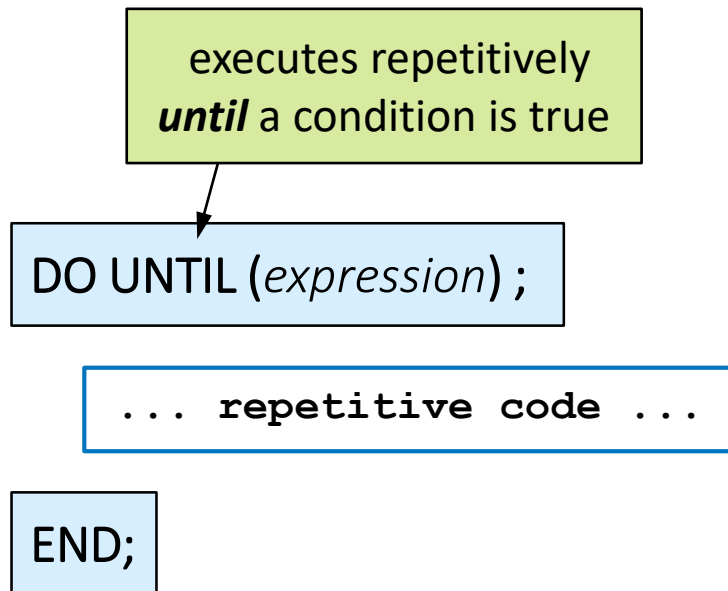 executes repetitively
until a condition is true
DO UNTIL (expression) ;
... repetitive code ...
END;